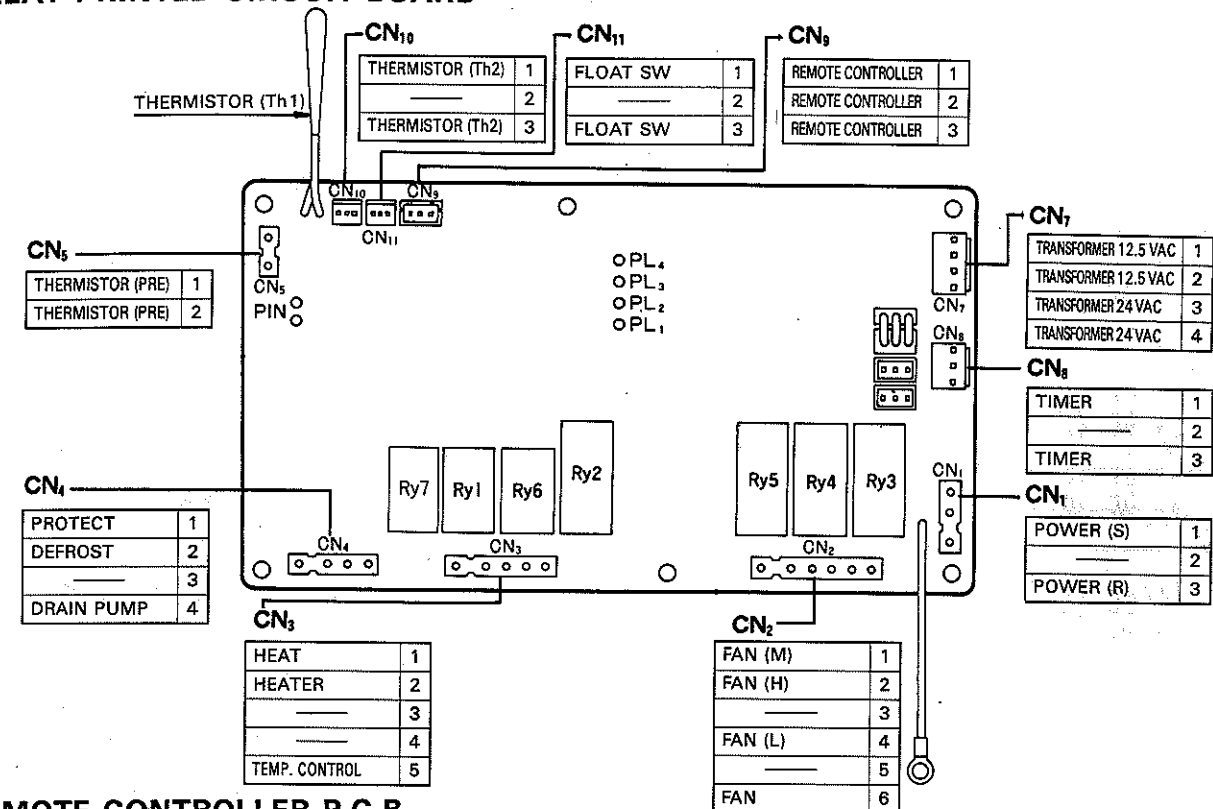 PRINTED CIRCUIT BOARD
CN₁₀
THERMISTOR (Th2) 1
—— 2
THERMISTOR (Th2) 3
CN₁₁
FLOAT SW 1
—— 2
FLOAT SW 3
CN₉
REMOTE CONTROLLER 1
REMOTE CONTROLLER 2
REMOTE CONTROLLER 3
THERMISTOR (Th1)
CN₁₀
CN₁₁
CN₉
CN₅
THERMISTOR (PRE) 1
THERMISTOR (PRE) 2
CN₅
PIN
PL₄
PL₃
PL₂
PL₁
CN₇
CN₈
CN₇
TRANSFORMER 12.5 VAC 1
TRANSFORMER 12.5 VAC 2
TRANSFORMER 24 VAC 3
TRANSFORMER 24 VAC 4
CN₈
TIMER 1
—— 2
TIMER 3
Ry7
Ry1
Ry6
Ry2
Ry5
Ry4
Ry3
CN₁
CN₁
POWER (S) 1
—— 2
POWER (R) 3
CN₄
PROTECT 1
DEFROST 2
—— 3
DRAIN PUMP 4
CN₄
CN₃
CN₂
CN₃
HEAT 1
HEATER 2
—— 3
—— 4
TEMP. CONTROL 5
CN₂
FAN (M) 1
FAN (H) 2
—— 3
FAN (L) 4
—— 5
FAN 6
MOTE CONTROLLER P.C.B.